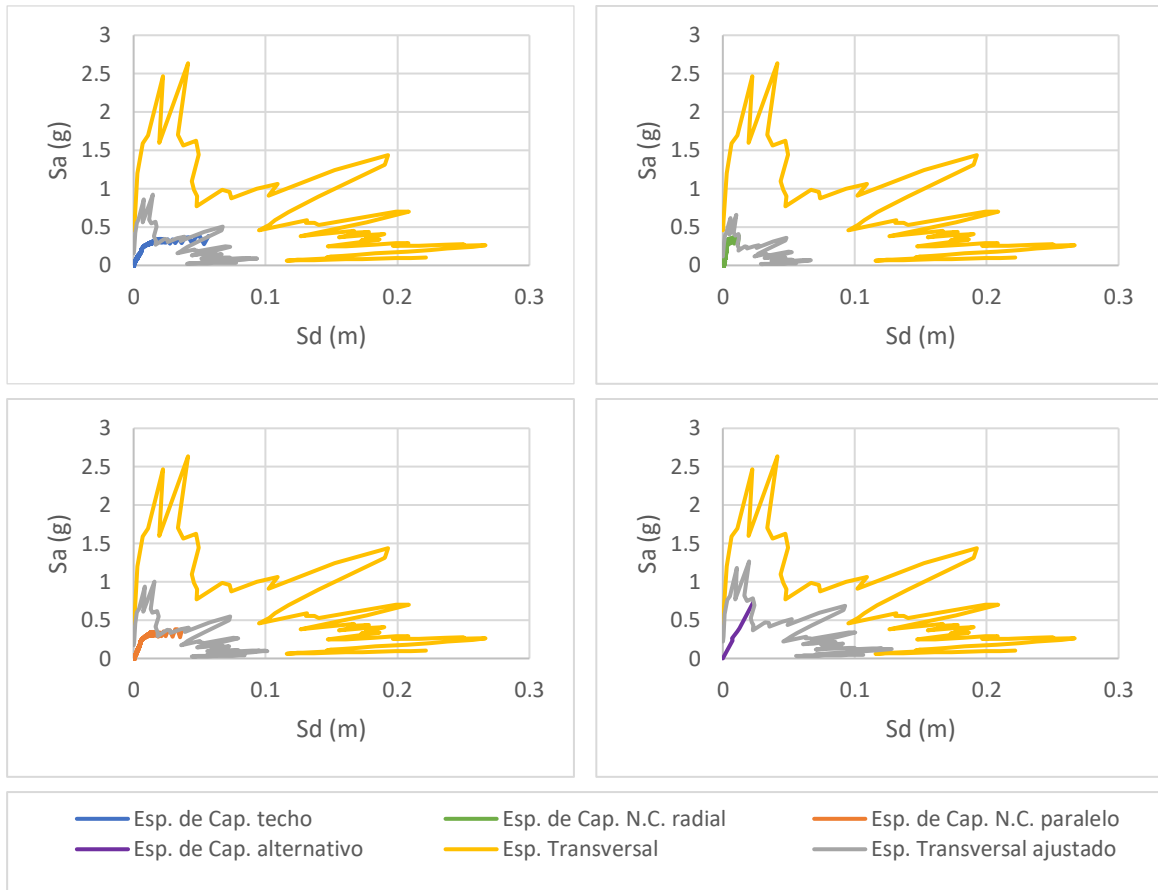 3
2.5
2
1.5
1
0.5
0
0 0.1 0.2 0.3
Sa (g)
Sd (m)
3
2.5
2
1.5
1
0.5
0
0 0.1 0.2 0.3
Sa (g)
Sd (m)
3
2.5
2
1.5
1
0.5
0
0 0.1 0.2 0.3
Sa (g)
Sd (m)
3
2.5
2
1.5
1
0.5
0
0 0.1 0.2 0.3
Sa (g)
Sd (m)
Esp. de Cap. techo Esp. de Cap. N.C. radial Esp. de Cap. N.C. paralelo
Esp. de Cap. alternativo Esp. Transversal Esp. Transversal ajustado